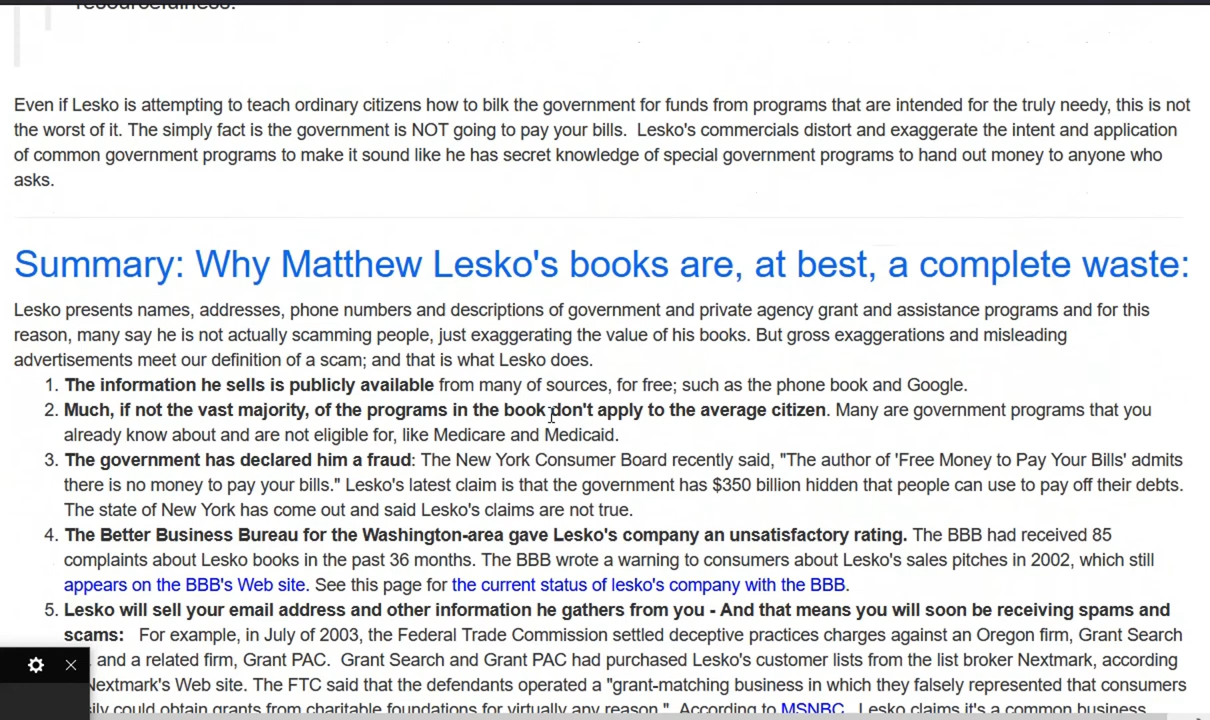 resourcefulness.
Even if Lesko is attempting to teach ordinary citizens how to bilk the government for funds from programs that are intended for the truly needy, this is not
the worst of it. The simply fact is the government is NOT going to pay your bills. Lesko's commercials distort and exaggerate the intent and application
of common government programs to make it sound like he has secret knowledge of special government programs to hand out money to anyone who
asks.
Summary: Why Matthew Lesko's books are, at best, a complete waste:
Lesko presents names, addresses, phone numbers and descriptions of government and private agency grant and assistance programs and for this
reason, many say he is not actually scamming people, just exaggerating the value of his books. But gross exaggerations and misleading
advertisements meet our definition of a scam; and that is what Lesko does.
1. The information he sells is publicly available from many of sources, for free; such as the phone book and Google.
2. Much, if not the vast majority, of the programs in the book don't apply to the average citizen. Many are government programs that you
already know about and are not eligible for, like Medicare and Medicaid.
3. The government has declared him a fraud: The New York Consumer Board recently said, "The author of 'Free Money to Pay Your Bills' admits
there is no money to pay your bills." Lesko's latest claim is that the government has $350 billion hidden that people can use to pay off their debts.
The state of New York has come out and said Lesko's claims are not true.
4. The Better Business Bureau for the Washington-area gave Lesko's company an unsatisfactory rating. The BBB had received 85
complaints about Lesko books in the past 36 months. The BBB wrote a warning to consumers about Lesko's sales pitches in 2002, which still
appears on the BBB's Web site. See this page for the current status of lesko's company with the BBB.
5. Lesko will sell your email address and other information he gathers from you - And that means you will soon be receiving spams and
scams: For example, in July of 2003, the Federal Trade Commission settled deceptive practices charges against an Oregon firm, Grant Search
and a related firm, Grant PAC. Grant Search and Grant PAC had purchased Lesko's customer lists from the list broker Nextmark, according
Nextmark's Web site. The FTC said that the defendants operated a "grant-matching business in which they falsely represented that consumers
could obtain grants from charitable foundations for virtually any reason." According to MSNBC, Lesko claims it's a common business